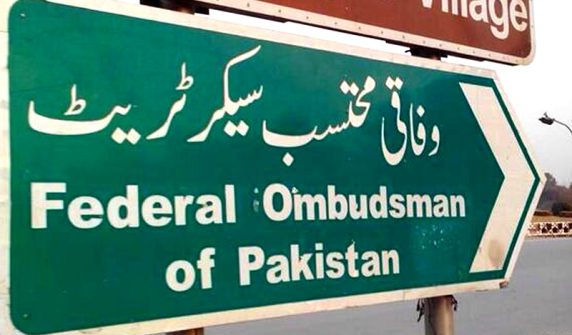 Village
وفاقی محتسب سیکرٹریٹ
Federal Ombudsman
of Pakistan